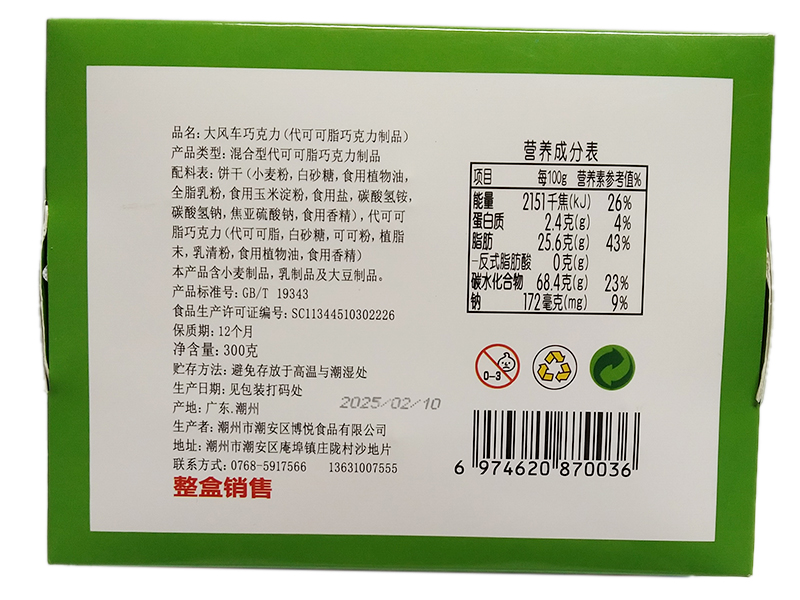 品名：大风车巧克力（代可可脂巧克力制品）
产品类型：混合型代可可脂巧克力制品
配料表：饼干（小麦粉，白砂糖，食用植物油，
全脂乳粉，食用玉米淀粉，食用盐，碳酸氢铵，
碳酸氢钠，焦亚硫酸钠，食用香精），代可可
脂巧克力（代可可脂，白砂糖，可可粉，植脂
末，乳清粉，食用植物油，食用香精）
本产品含小麦制品，乳制品及大豆制品。
产品标准号：GB/T 19343
食品生产许可证编号：SC11344510302226
保质期：12个月
净含量：300克
贮存方法：避免存放于高温与潮湿处
生产日期：见包装打码处
产地：广东.潮州
2025/02/10
生产者：潮州市潮安区博悦食品有限公司
地址：潮州市潮安区庵埠镇庄陇村沙地片
联系方式：0768-5917566 13631007555
整盒销售
营养成分表
项目 每100g 营养素参考值%
能量 2151千焦(kJ) 26%
蛋白质 2.4克(g) 4%
脂肪 25.6克(g) 43%
-反式脂肪酸 0克(g)
碳水化合物 68.4克(g) 23%
钠 172毫克(mg) 9%
0-3
6 974620 870036